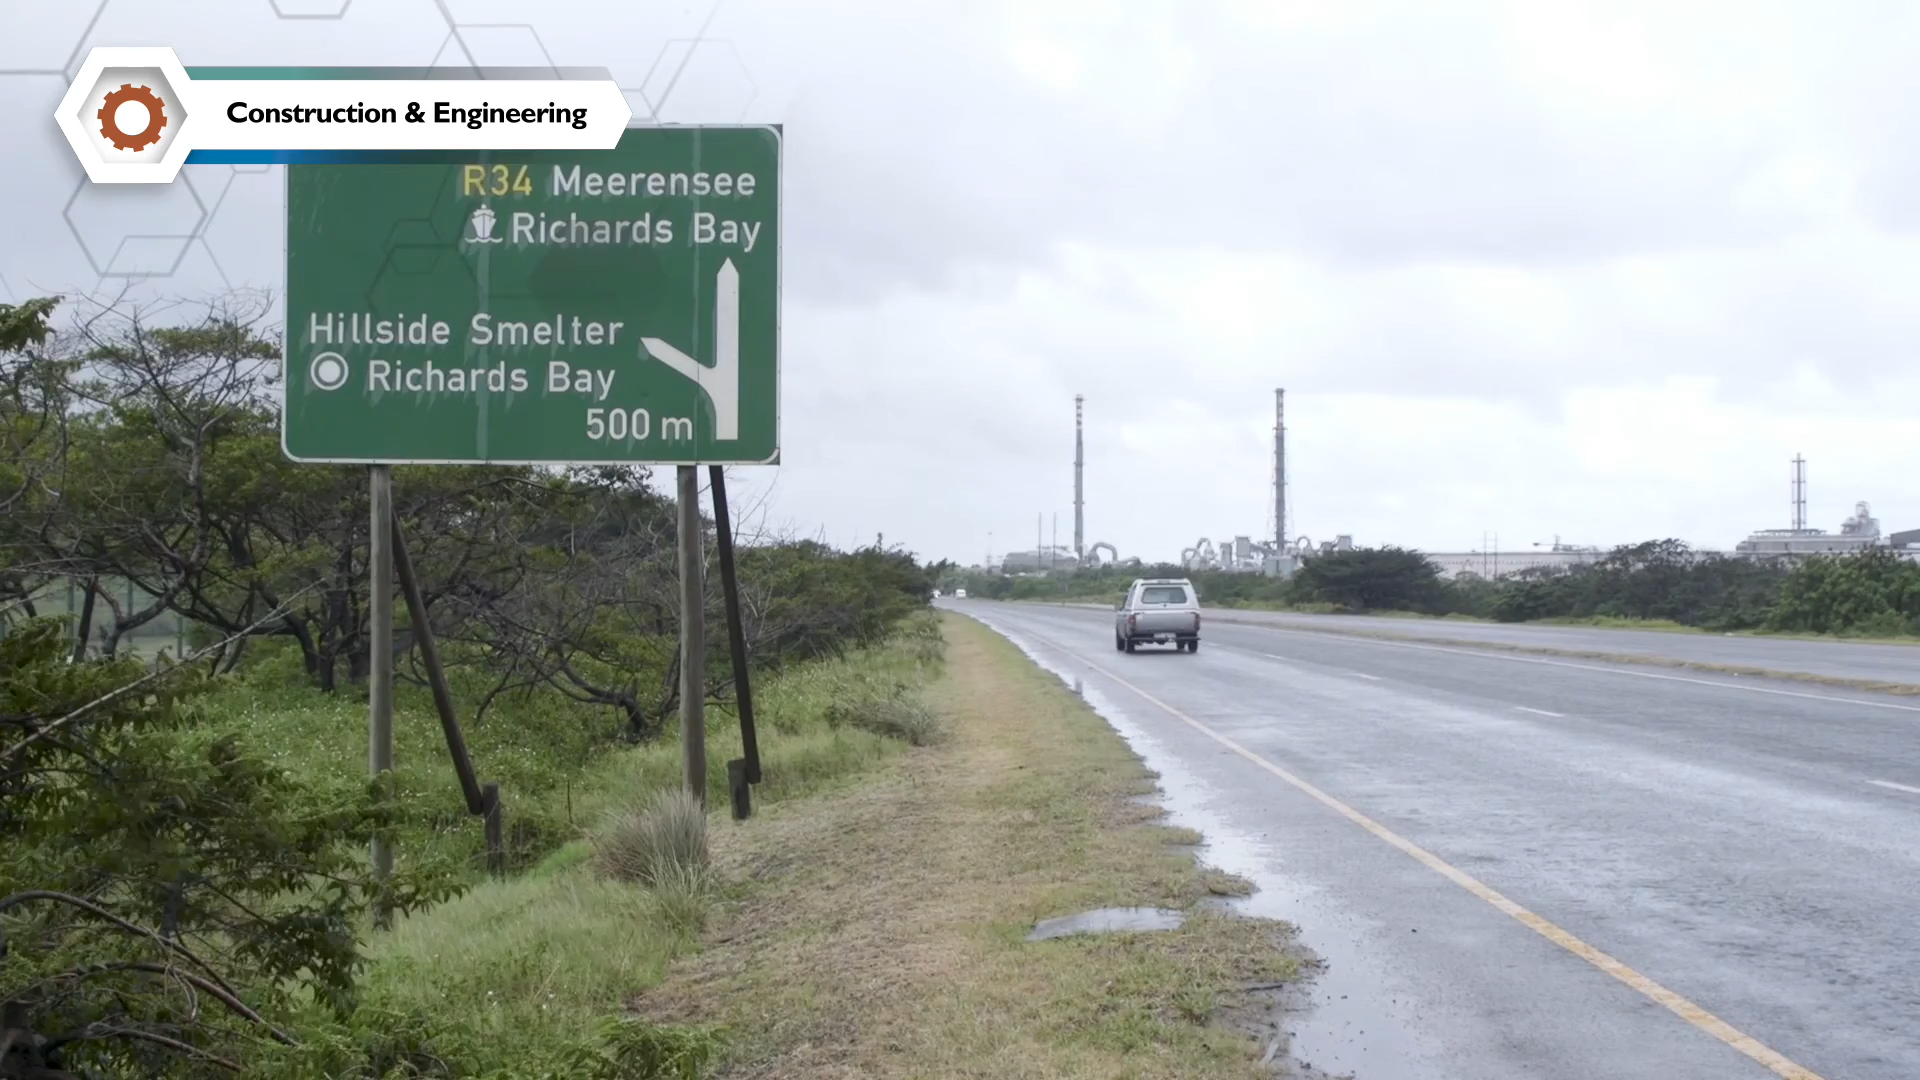 Construction & Engineering
R34 Meerensee
Richards Bay
Hillside Smelter
Richards Bay
500 m